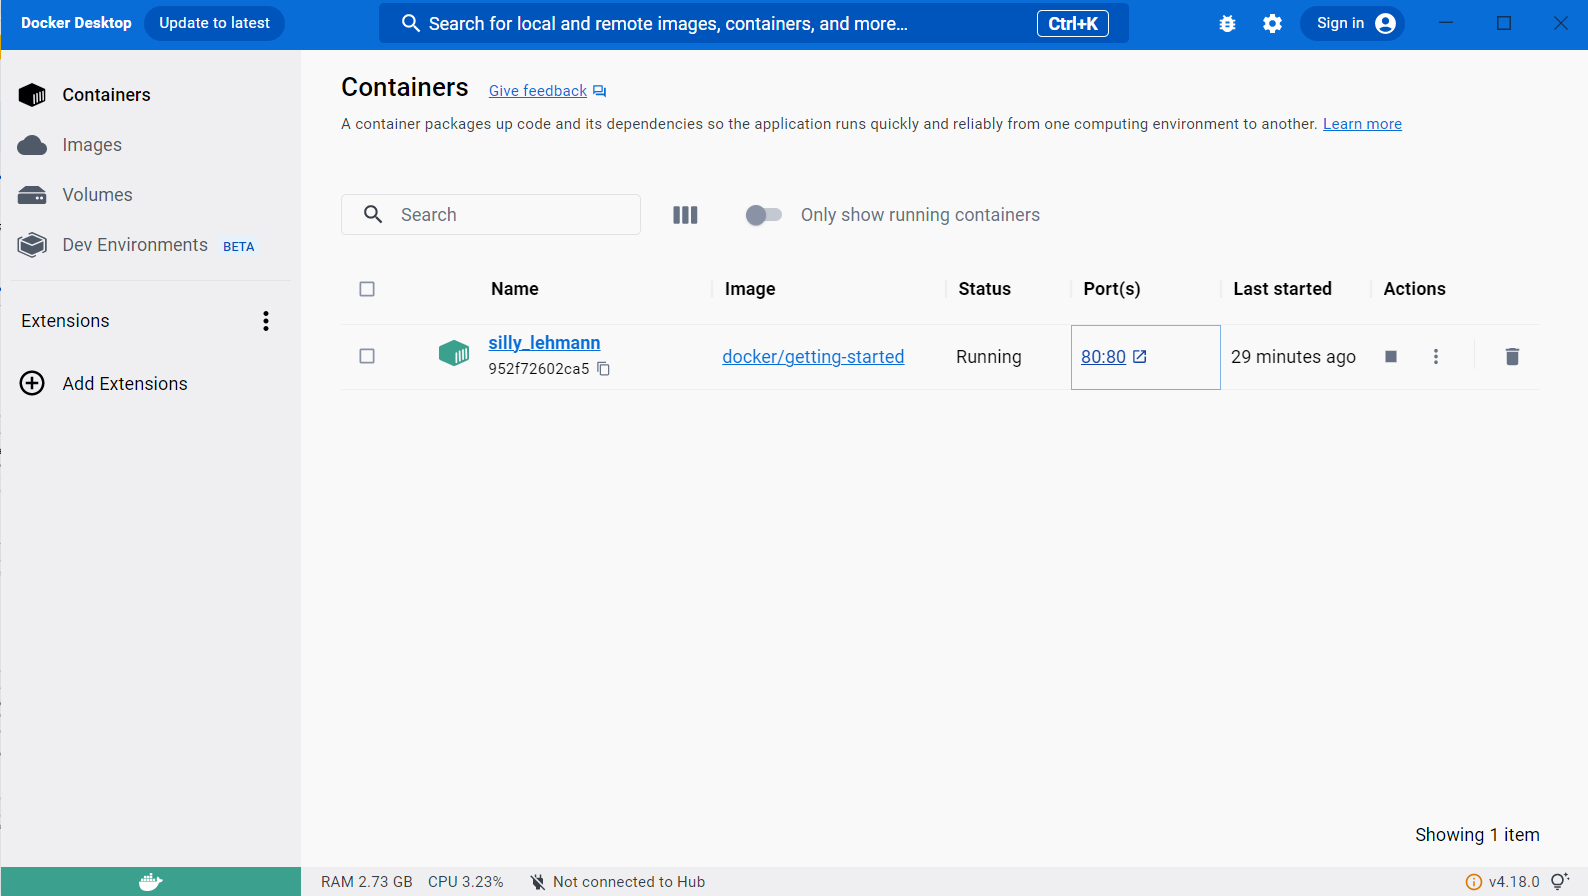 Docker Desktop Update to latest Search for local and remote images, containers, and more... Ctrl+K Sign in
Containers
Images
Volumes
Dev Environments BETA
Extensions
Add Extensions
Containers Give feedback
A container packages up code and its dependencies so the application runs quickly and reliably from one computing environment to another. Learn more
Search Only show running containers
Name Image Status Port(s) Last started Actions
silly_lehmann
952f72602ca5
docker/getting-started Running 80:80 29 minutes ago
Showing 1 item
RAM 2.73 GB CPU 3.23% Not connected to Hub v4.18.0